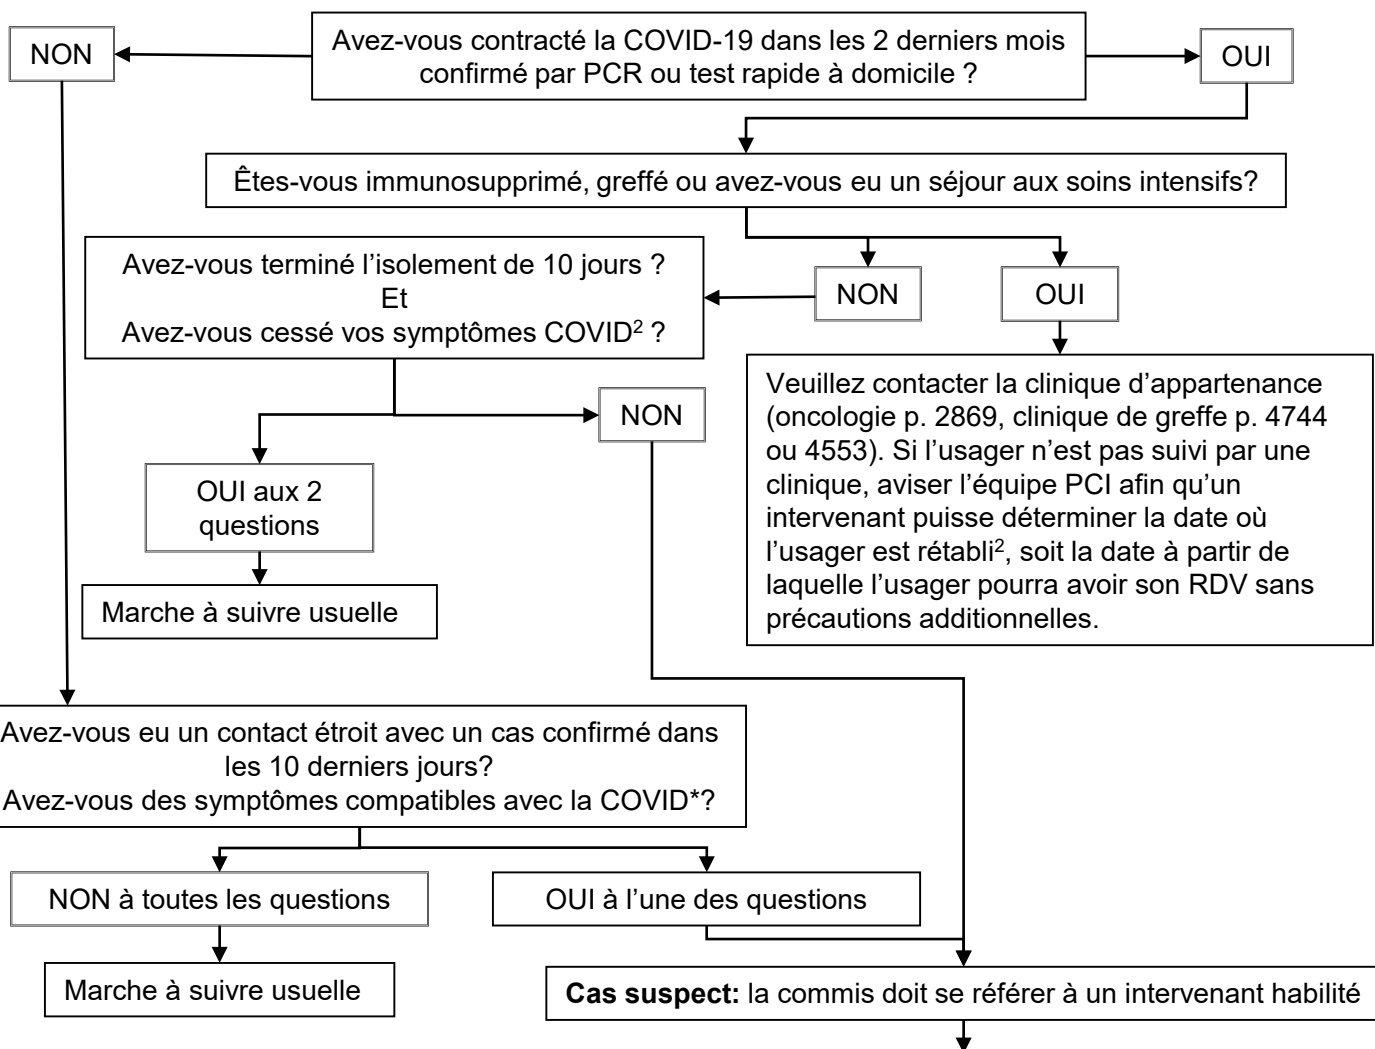 NON
Avez-vous contracté la COVID-19 dans les 2 derniers mois
confirmé par PCR ou test rapide à domicile ?
OUI
Êtes-vous immunosupprimé, greffé ou avez-vous eu un séjour aux soins intensifs?
Avez-vous terminé l’isolement de 10 jours ?
Et
Avez-vous cessé vos symptômes COVID² ?
NON
OUI
NON
OUI aux 2
questions
Marche à suivre usuelle
Veuillez contacter la clinique d’appartenance
(oncologie p. 2869, clinique de greffe p. 4744
ou 4553). Si l’usager n’est pas suivi par une
clinique, aviser l’équipe PCI afin qu’un
intervenant puisse déterminer la date où
l’usager est rétabli², soit la date à partir de
laquelle l’usager pourra avoir son RDV sans
précautions additionnelles.
Avez-vous eu un contact étroit avec un cas confirmé dans
les 10 derniers jours?
Avez-vous des symptômes compatibles avec la COVID*?
NON à toutes les questions
OUI à l’une des questions
Marche à suivre usuelle
Cas suspect: la commis doit se référer à un intervenant habilité